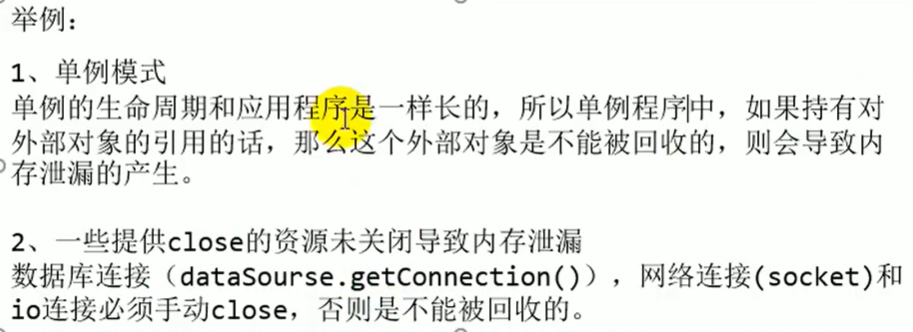 举例：
1、单例模式
单例的生命周期和应用程序是一样长的，所以单例程序中，如果持有对
外部对象的引用的话，那么这个外部对象是不能被回收的，则会导致内
存泄漏的产生。
2、一些提供close的资源未关闭导致内存泄漏
数据库连接（dataSourse.getConnection()），网络连接(socket)和
io连接必须手动close，否则是不能被回收的。